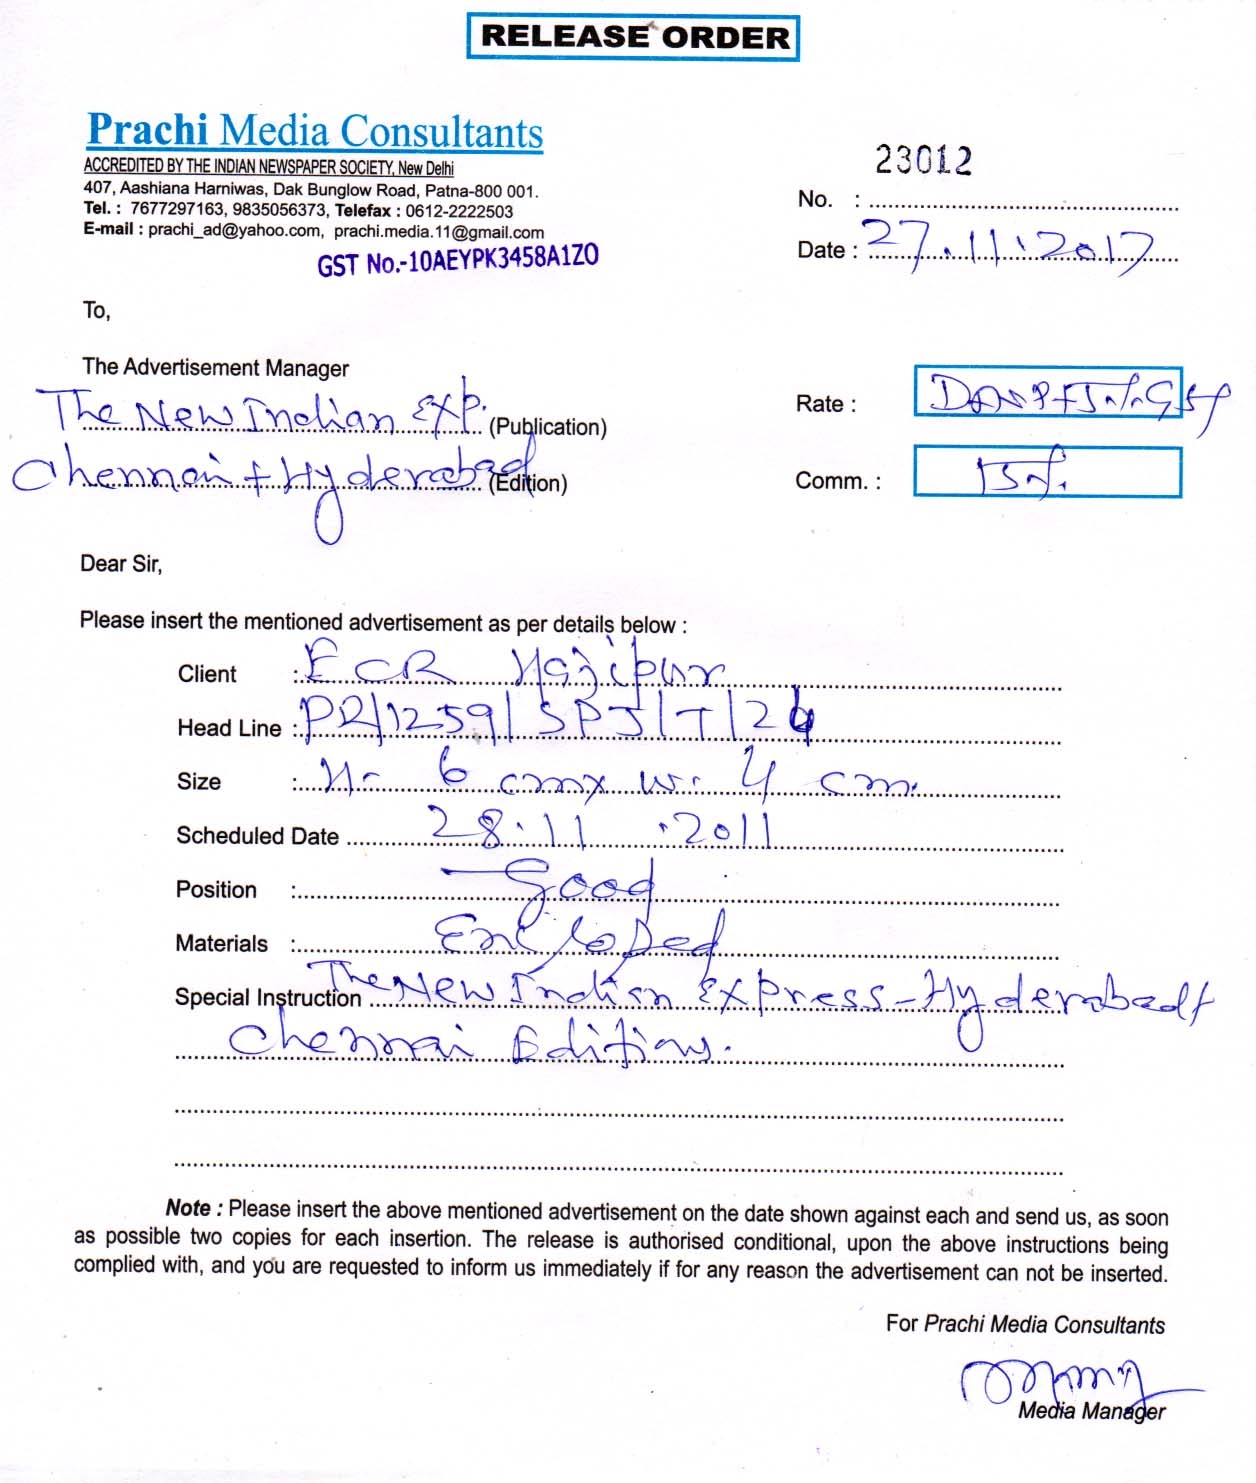 RELEASE ORDER
Prachi Media Consultants
ACCREDITED BY THE INDIAN NEWSPAPER SOCIETY, New Delhi
407, Aashiana Harniwas, Dak Bunglow Road, Patna-800 001.
Tel. : 7677297163, 9835056373, Telefax : 0612-2222503
E-mail : prachi_ad@yahoo.com, prachi.media.11@gmail.com
GST No.-10AEYPK3458A1ZO
23012
No. :
Date : 27.11.2017
To,
The Advertisement Manager
The New Indian Exp. (Publication)
Chennai + Hyderabad (Edition)
Rate : DAVP + 5%GST
Comm. : 15%.
Dear Sir,
Please insert the mentioned advertisement as per details below :
Client : ECR Hajipur
Head Line : PR/1259/SPJ/T/
Size : H- 6 cmx w. 4 cm.
Scheduled Date 28.11 .2011
Position : Good
Materials : Enclosed
Special Instruction The New Indian Express-Hyderabad +
Chennai Editions.
Note : Please insert the above mentioned advertisement on the date shown against each and send us, as soon
as possible two copies for each insertion. The release is authorised conditional, upon the above instructions being
complied with, and you are requested to inform us immediately if for any reason the advertisement can not be inserted.
For Prachi Media Consultants
Media Manager